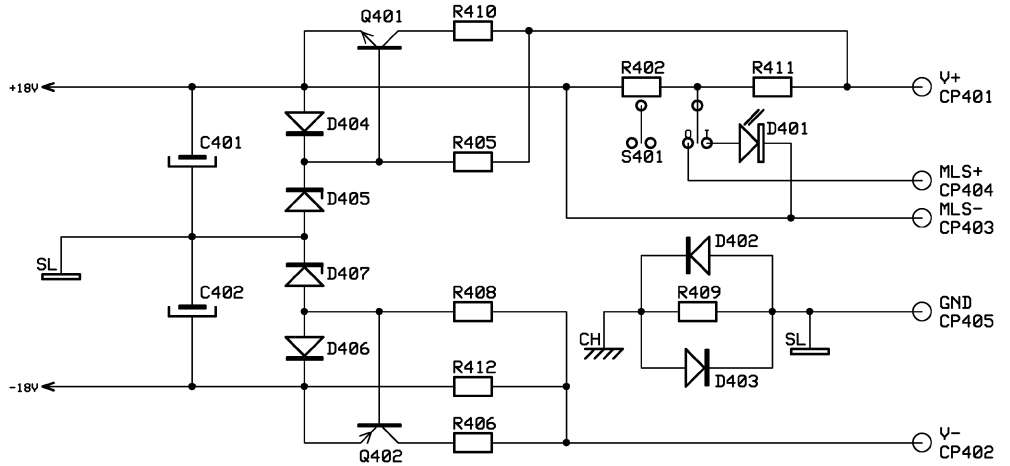 Q401
R410
+18V
R402
R411
V+
CP401
D404
C401
R405
S401
O
I
D401
MLS+
CP404
MLS-
CP403
D405
SL
D407
D402
C402
R408
R409
GND
CP405
CH
SL
D406
D403
-18V
R412
R406
Q402
V-
CP402